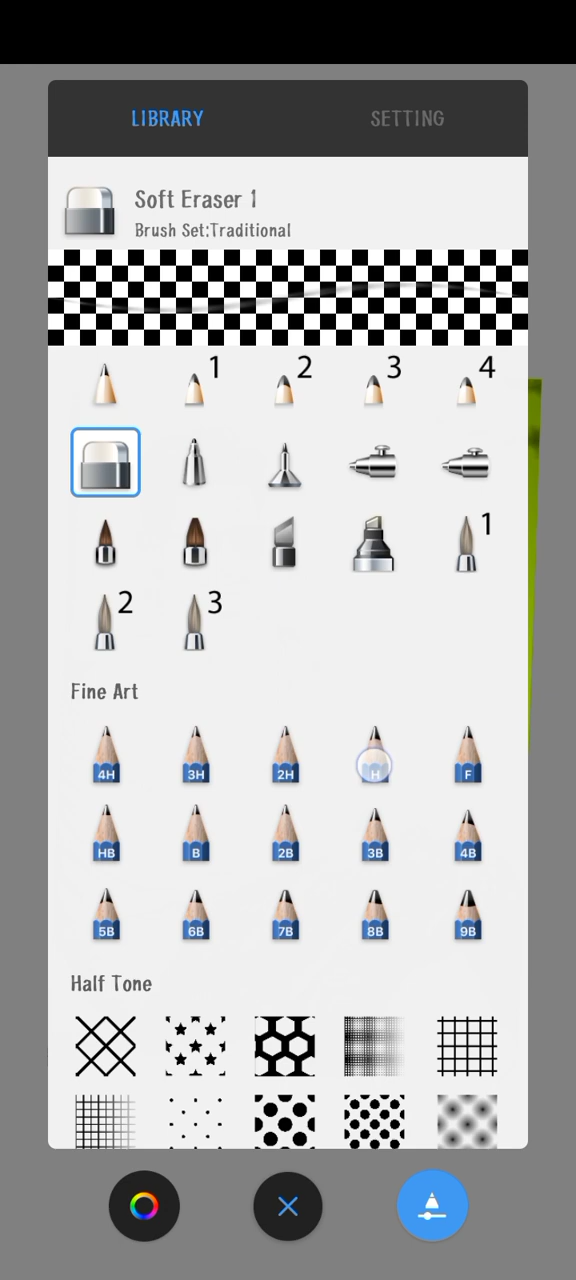 LIBRARY SETTING
Soft Eraser 1
Brush Set:Traditional
1 2 3 4
1
2 3
Fine Art
4H 3H 2H H F
HB B 2B 3B 4B
5B 6B 7B 8B 9B
Half Tone